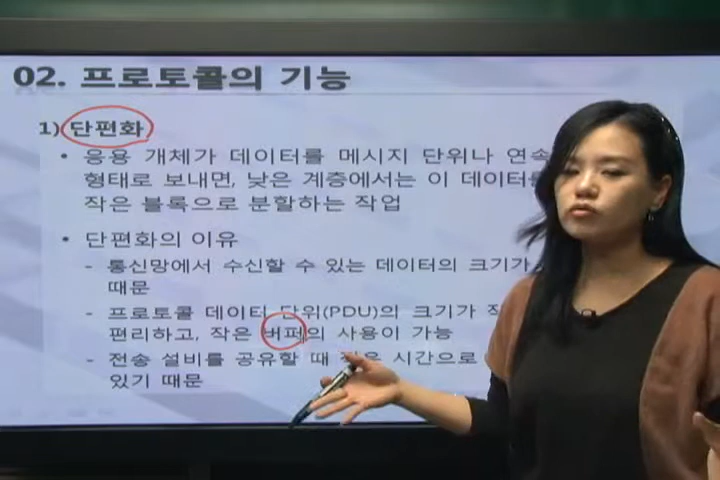 02. 프로토콜의 기능
1) 단편화
• 응용 개체가 데이터를 메시지 단위나 연속
형태로 보내면, 낮은 계층에서는 이 데이터를
작은 블록으로 분할하는 작업
• 단편화의 이유
- 통신망에서 수신할 수 있는 데이터의 크기가
때문
- 프로토콜 데이터 단위(PDU)의 크기가
편리하고, 작은 버퍼의 사용이 가능
- 전송 설비를 공유할 때 시간으로
있기 때문